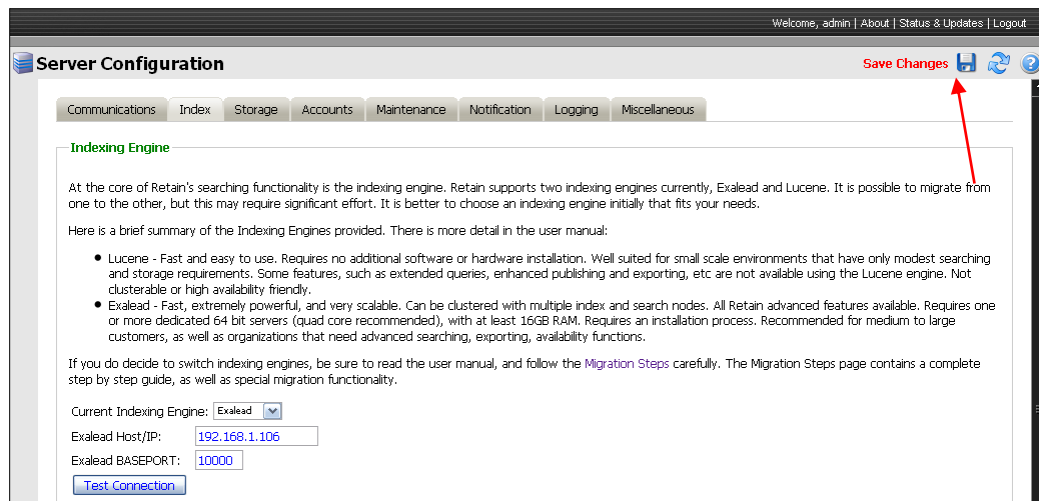 Welcome, admin | About | Status & Updates | Logout
Server Configuration
Save Changes
Communications Index Storage Accounts Maintenance Notification Logging Miscellaneous
Indexing Engine
At the core of Retain's searching functionality is the indexing engine. Retain supports two indexing engines currently, Exalead and Lucene. It is possible to migrate from
one to the other, but this may require significant effort. It is better to choose an indexing engine initially that fits your needs.
Here is a brief summary of the Indexing Engines provided. There is more detail in the user manual:
● Lucene - Fast and easy to use. Requires no additional software or hardware installation. Well suited for small scale environments that have only modest searching
and storage requirements. Some features, such as extended queries, enhanced publishing and exporting, etc are not available using the Lucene engine. Not
clusterable or high availability friendly.
● Exalead - Fast, extremely powerful, and very scalable. Can be clustered with multiple index and search nodes. All Retain advanced features available. Requires one
or more dedicated 64 bit servers (quad core recommended), with at least 16GB RAM. Requires an installation process. Recommended for medium to large
customers, as well as organizations that need advanced searching, exporting, availability functions.
If you do decide to switch indexing engines, be sure to read the user manual, and follow the Migration Steps carefully. The Migration Steps page contains a complete
step by step guide, as well as special migration functionality.
Current Indexing Engine: Exalead
Exalead Host/IP: 192.168.1.106
Exalead BASEPORT: 10000
Test Connection